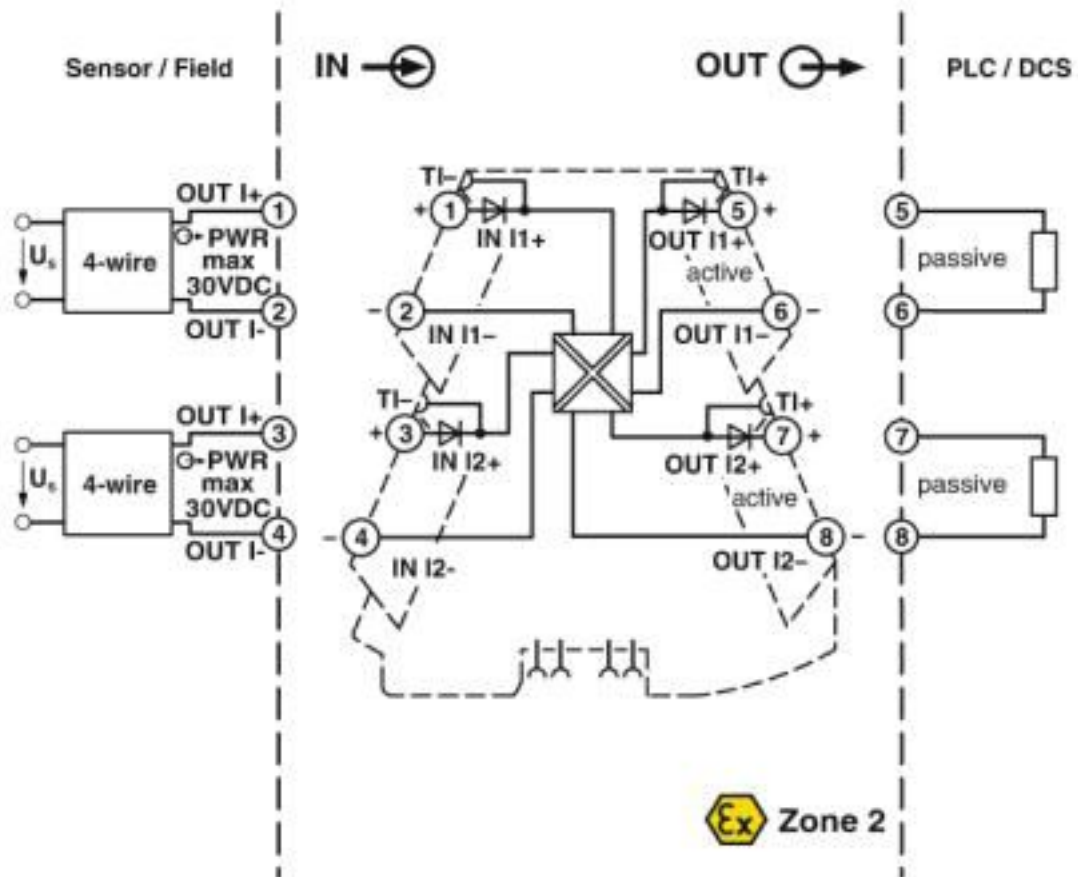 Sensor / Field
IN
OUT
PLC / DCS
TI–
TI+
OUT I+
1
+ 1
5 +
5
IN I1+
OUT I1+
PWR
max
30VDC
Us
4-wire
active
passive
2
– 2
6 –
6
OUT I-
IN I1–
OUT I1–
TI–
TI+
OUT I+
3
+ 3
7 +
7
IN I2+
OUT I2+
PWR
max
30VDC
Us
4-wire
active
passive
4
– 4
8 –
8
OUT I-
IN I2-
OUT I2–
Ex Zone 2